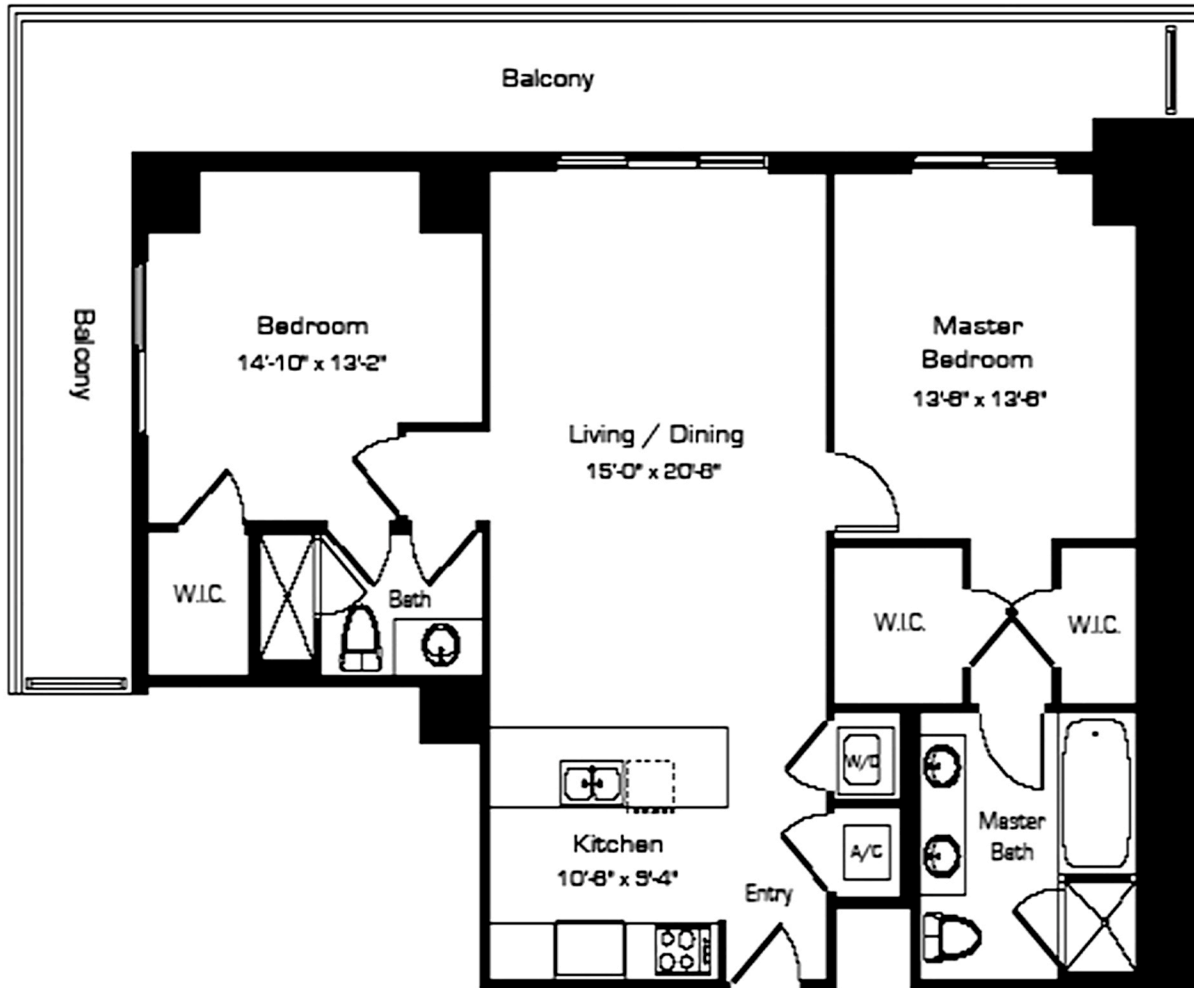 Balcony
Balcony
Bedroom
14'-10" x 13'-2"
Master
Bedroom
13'-8" x 13'-8"
Living / Dining
15'-0" x 20'-8"
W.I.C.
Bath
W.I.C.
W.I.C.
W/D
Kitchen
10'-8" x 9'-4"
A/C
Master
Bath
Entry